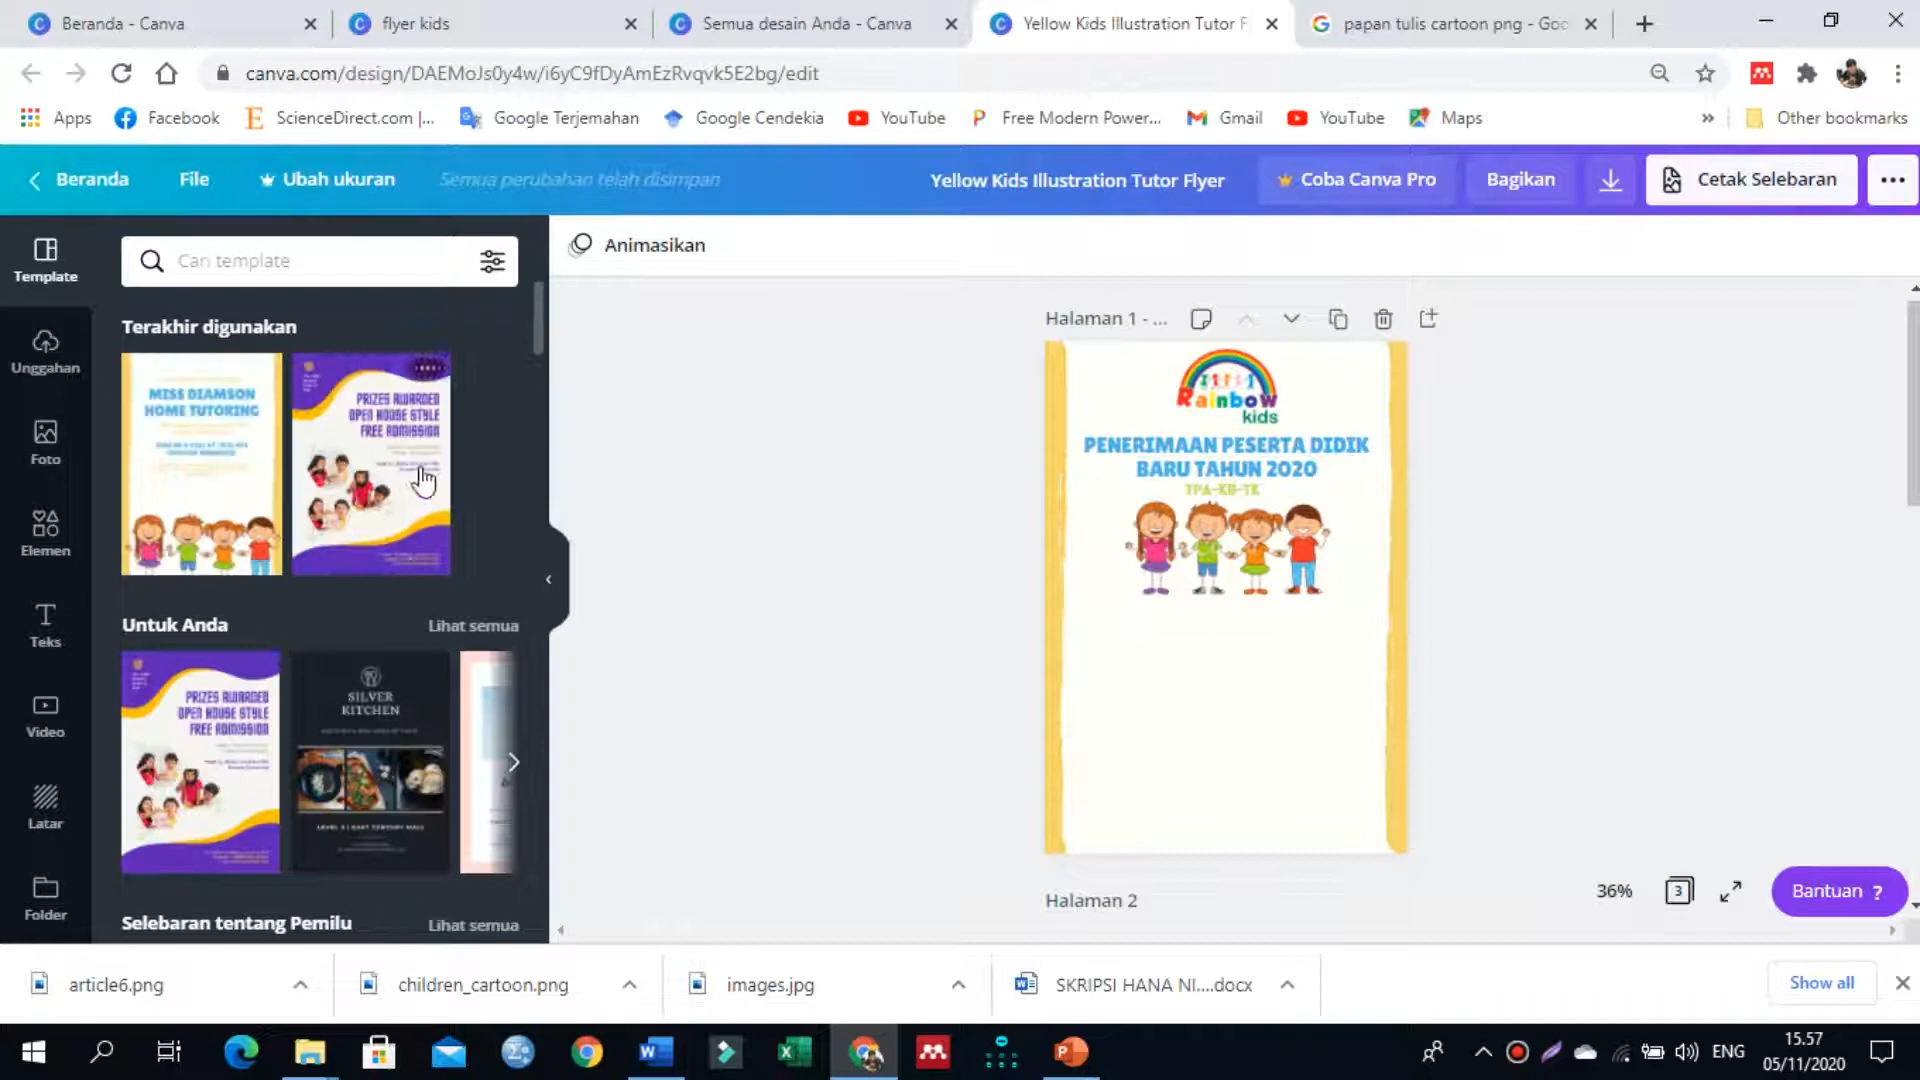 Beranda - Canva
flyer kids
Semua desain Anda - Canva
Yellow Kids Illustration Tutor F
papan tulis cartoon png - Goo
canva.com/design/DAEMoJs0y4w/i6yC9fDyAmEzRvqvk5E2bg/edit
Apps
Facebook
ScienceDirect.com |...
Google Terjemahan
Google Cendekia
YouTube
Free Modern Power...
Gmail
YouTube
Maps
Other bookmarks
Beranda
File
Ubah ukuran
Semua perubahan telah disimpan
Yellow Kids Illustration Tutor Flyer
Coba Canva Pro
Bagikan
Cetak Selebaran
Template
Unggahan
Foto
Elemen
Teks
Video
Latar
Folder
Cari template
Terakhir digunakan
MISS DIAMSON
HOME TUTORING
PRIZES AWARDED
OPEN HOUSE STYLE
FREE ADMISSION
Untuk Anda
Lihat semua
PRIZES AWARDED
OPEN HOUSE STYLE
FREE ADMISSION
SILVER
KITCHEN
Selebaran tentang Pemilu
Lihat semua
Animasikan
Halaman 1 - ...
Rainbow
kids
PENERIMAAN PESERTA DIDIK
BARU TAHUN 2020
TPA-KB-TK
Halaman 2
36%
3
Bantuan ?
article6.png
children_cartoon.png
images.jpg
SKRIPSI HANA NI....docx
Show all
ENG
15.57
05/11/2020